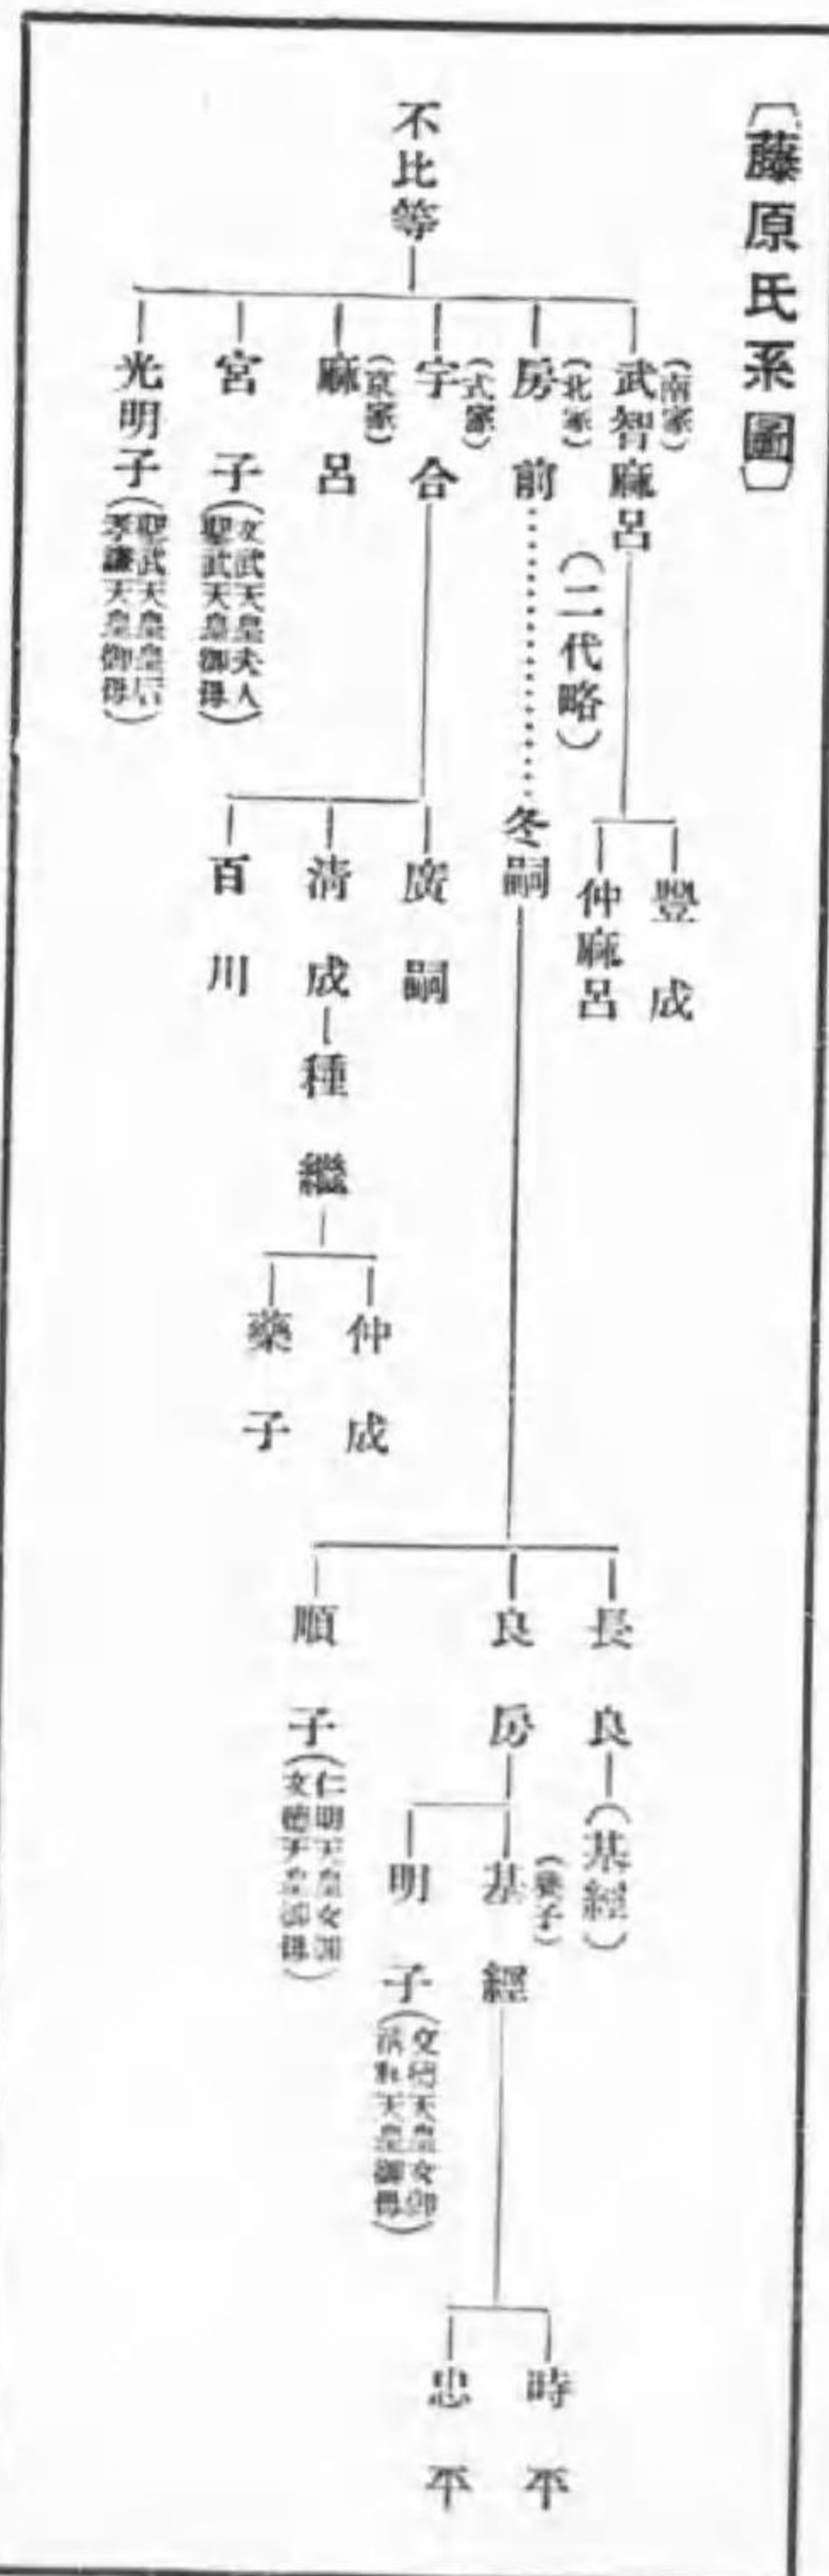 〔藤原氏系圖〕
不比等
(南家)
武智麻呂
豐成
仲麻呂
(北家)
房前
(二代略)
冬嗣
長良
(基經)
良房
(養子)
基經
時平
忠平
明子
(文德天皇女御
清和天皇御母)
順子
(仁明天皇女御
文德天皇御母)
(式家)
宇合
廣嗣
淸成
種繼
仲成
藥子
百川
(京家)
麻呂
宮子
(文武天皇夫人
聖武天皇御母)
光明子
(聖武天皇皇后
孝謙天皇御母)